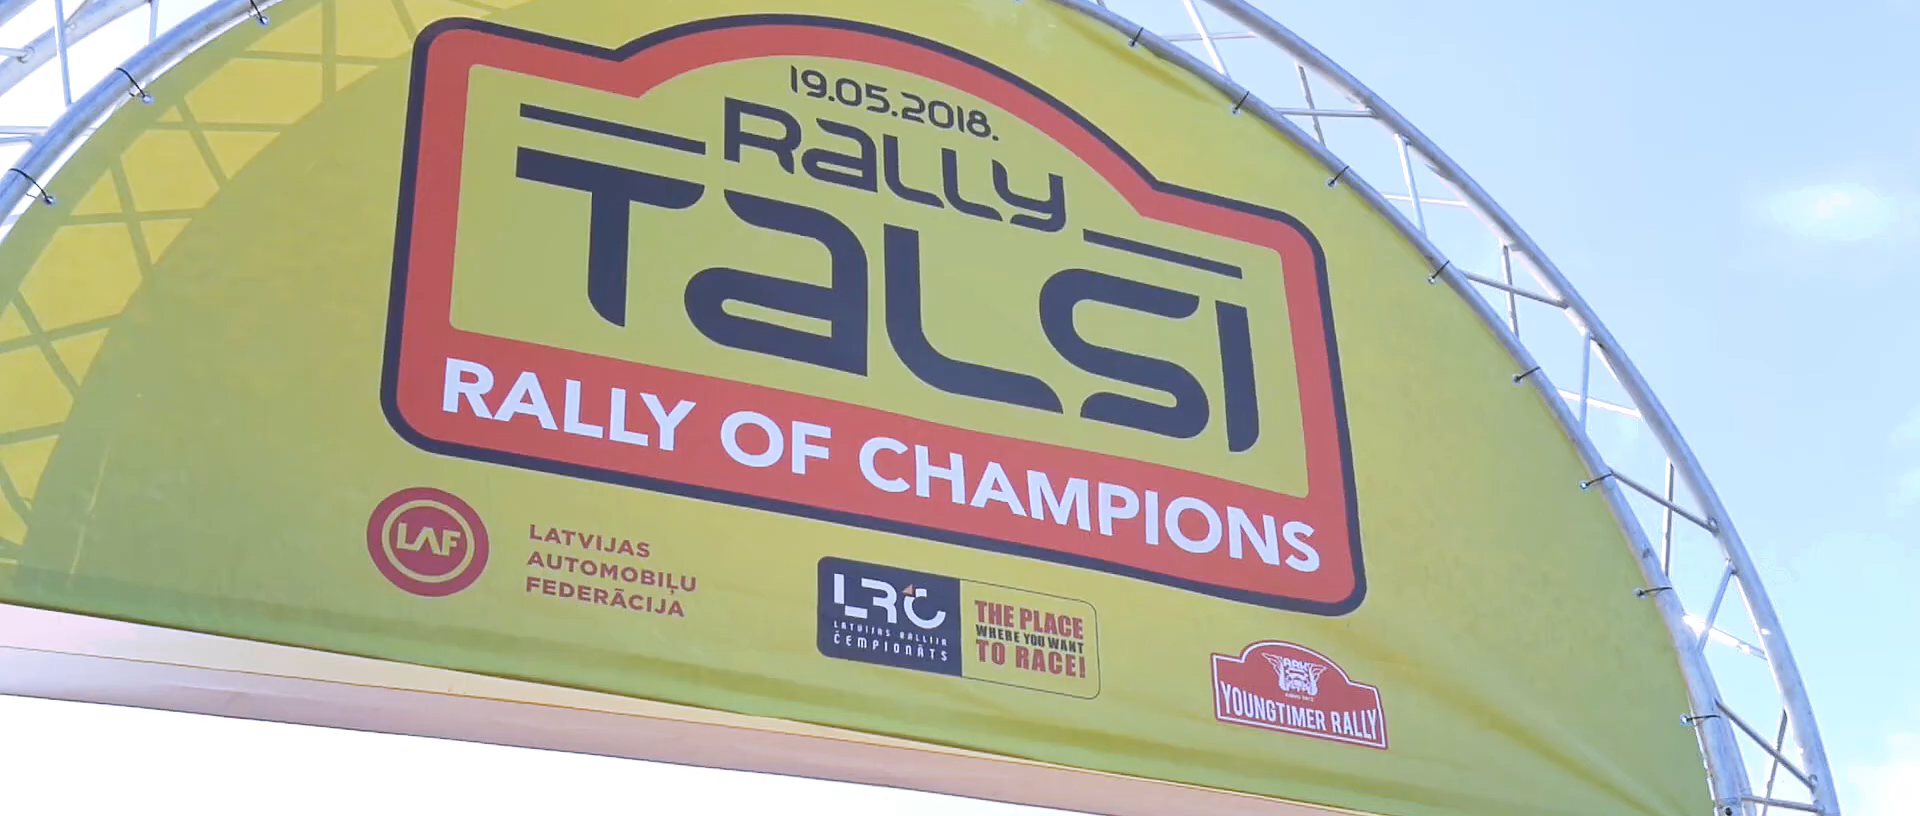 19.05.2018.
Rally
Talsi
RALLY OF CHAMPIONS
LAF
LATVIJAS
AUTOMOBIĻU
FEDERĀCIJA
LRČ
LATVIJAS RALLIJA
ČEMPIONĀTS
THE PLACE
WHERE YOU WANT
TO RACE!
YOUNGTIMER RALLY